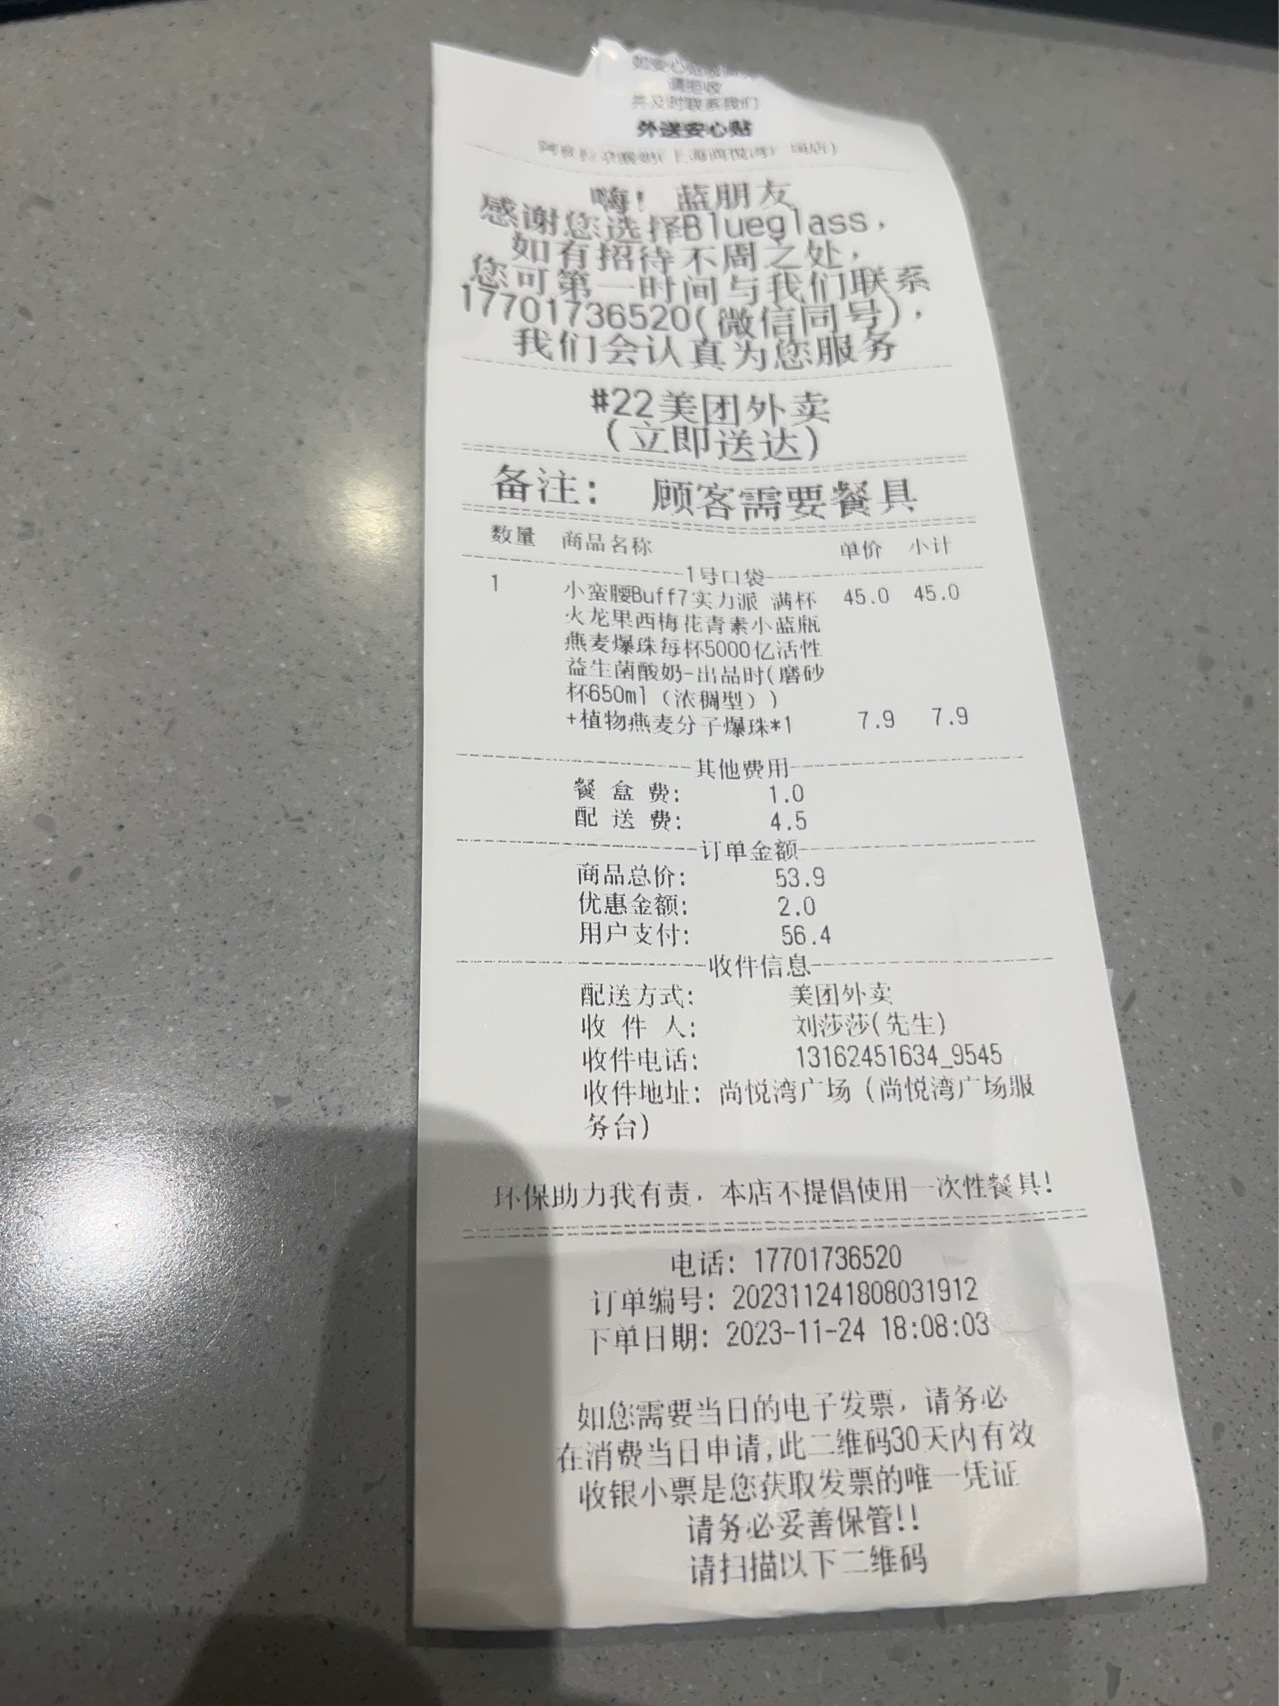 请拒收
并及时联系我们
外送安心贴
嗨！蓝朋友
感谢您选择Blueglass，
如有招待不周之处，
您可第一时间与我们联系
17701736520(微信同号)，
我们会认真为您服务
#22美团外卖
(立即送达)
备注： 顾客需要餐具
数量 商品名称 单价 小计
1号口袋
1 小蛮腰Buff7实力派 满杯 45.0 45.0
火龙果西梅花青素小蓝瓶
燕麦爆珠每杯5000亿活性
益生菌酸奶-出品时(磨砂
杯650ml（浓稠型）)
+植物燕麦分子爆珠*1 7.9 7.9
其他费用
餐 盒 费: 1.0
配 送 费: 4.5
订单金额
商品总价: 53.9
优惠金额: 2.0
用户支付: 56.4
收件信息
配送方式: 美团外卖
收 件 人: 刘莎莎(先生)
收件电话: 13162451634_9545
收件地址: 尚悦湾广场（尚悦湾广场服
务台）
环保助力我有责，本店不提倡使用一次性餐具!
电话: 17701736520
订单编号: 202311241808031912
下单日期: 2023-11-24 18:08:03
如您需要当日的电子发票，请务必
在消费当日申请,此二维码30天内有效
收银小票是您获取发票的唯一凭证
请务必妥善保管!!
请扫描以下二维码